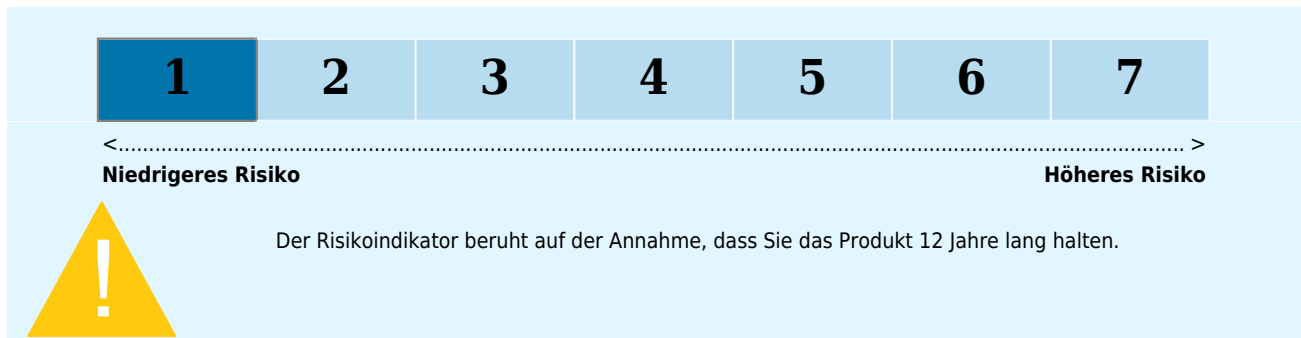 1 2 3 4 5 6 7
<........................................................................................................................................................................... >
Niedrigeres Risiko Höheres Risiko
! Der Risikoindikator beruht auf der Annahme, dass Sie das Produkt 12 Jahre lang halten.